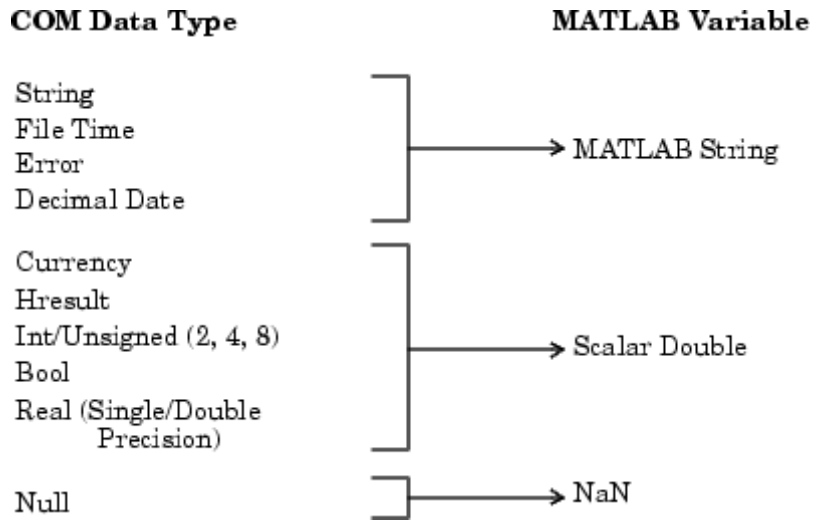 COM Data Type MATLAB Variable
String
File Time
Error
Decimal Date
MATLAB String
Currency
Hresult
Int/Unsigned (2, 4, 8)
Bool
Real (Single/Double
Precision)
Scalar Double
Null
NaN